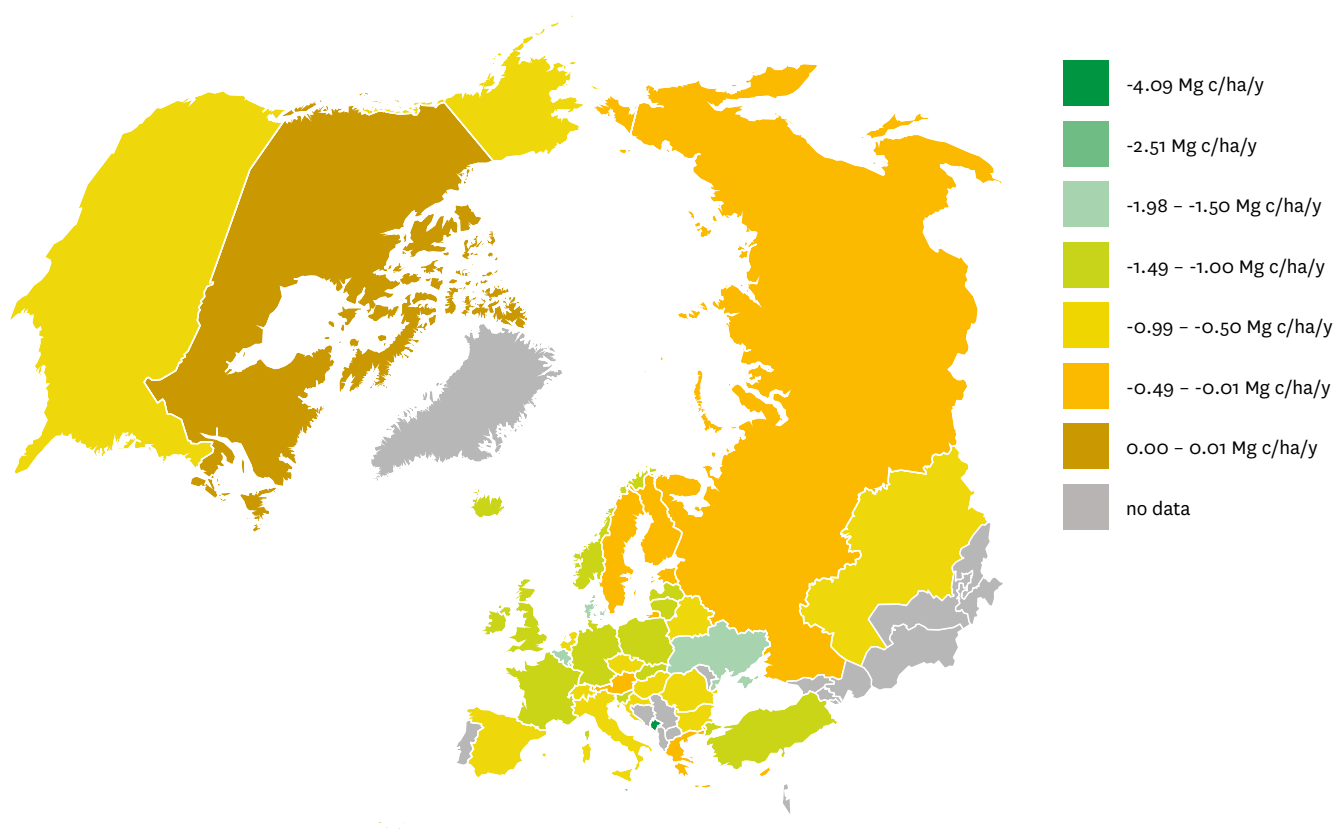 -4.09 Mg c/ha/y
-2.51 Mg c/ha/y
-1.98 – -1.50 Mg c/ha/y
-1.49 – -1.00 Mg c/ha/y
-0.99 – -0.50 Mg c/ha/y
-0.49 – -0.01 Mg c/ha/y
0.00 – 0.01 Mg c/ha/y
no data